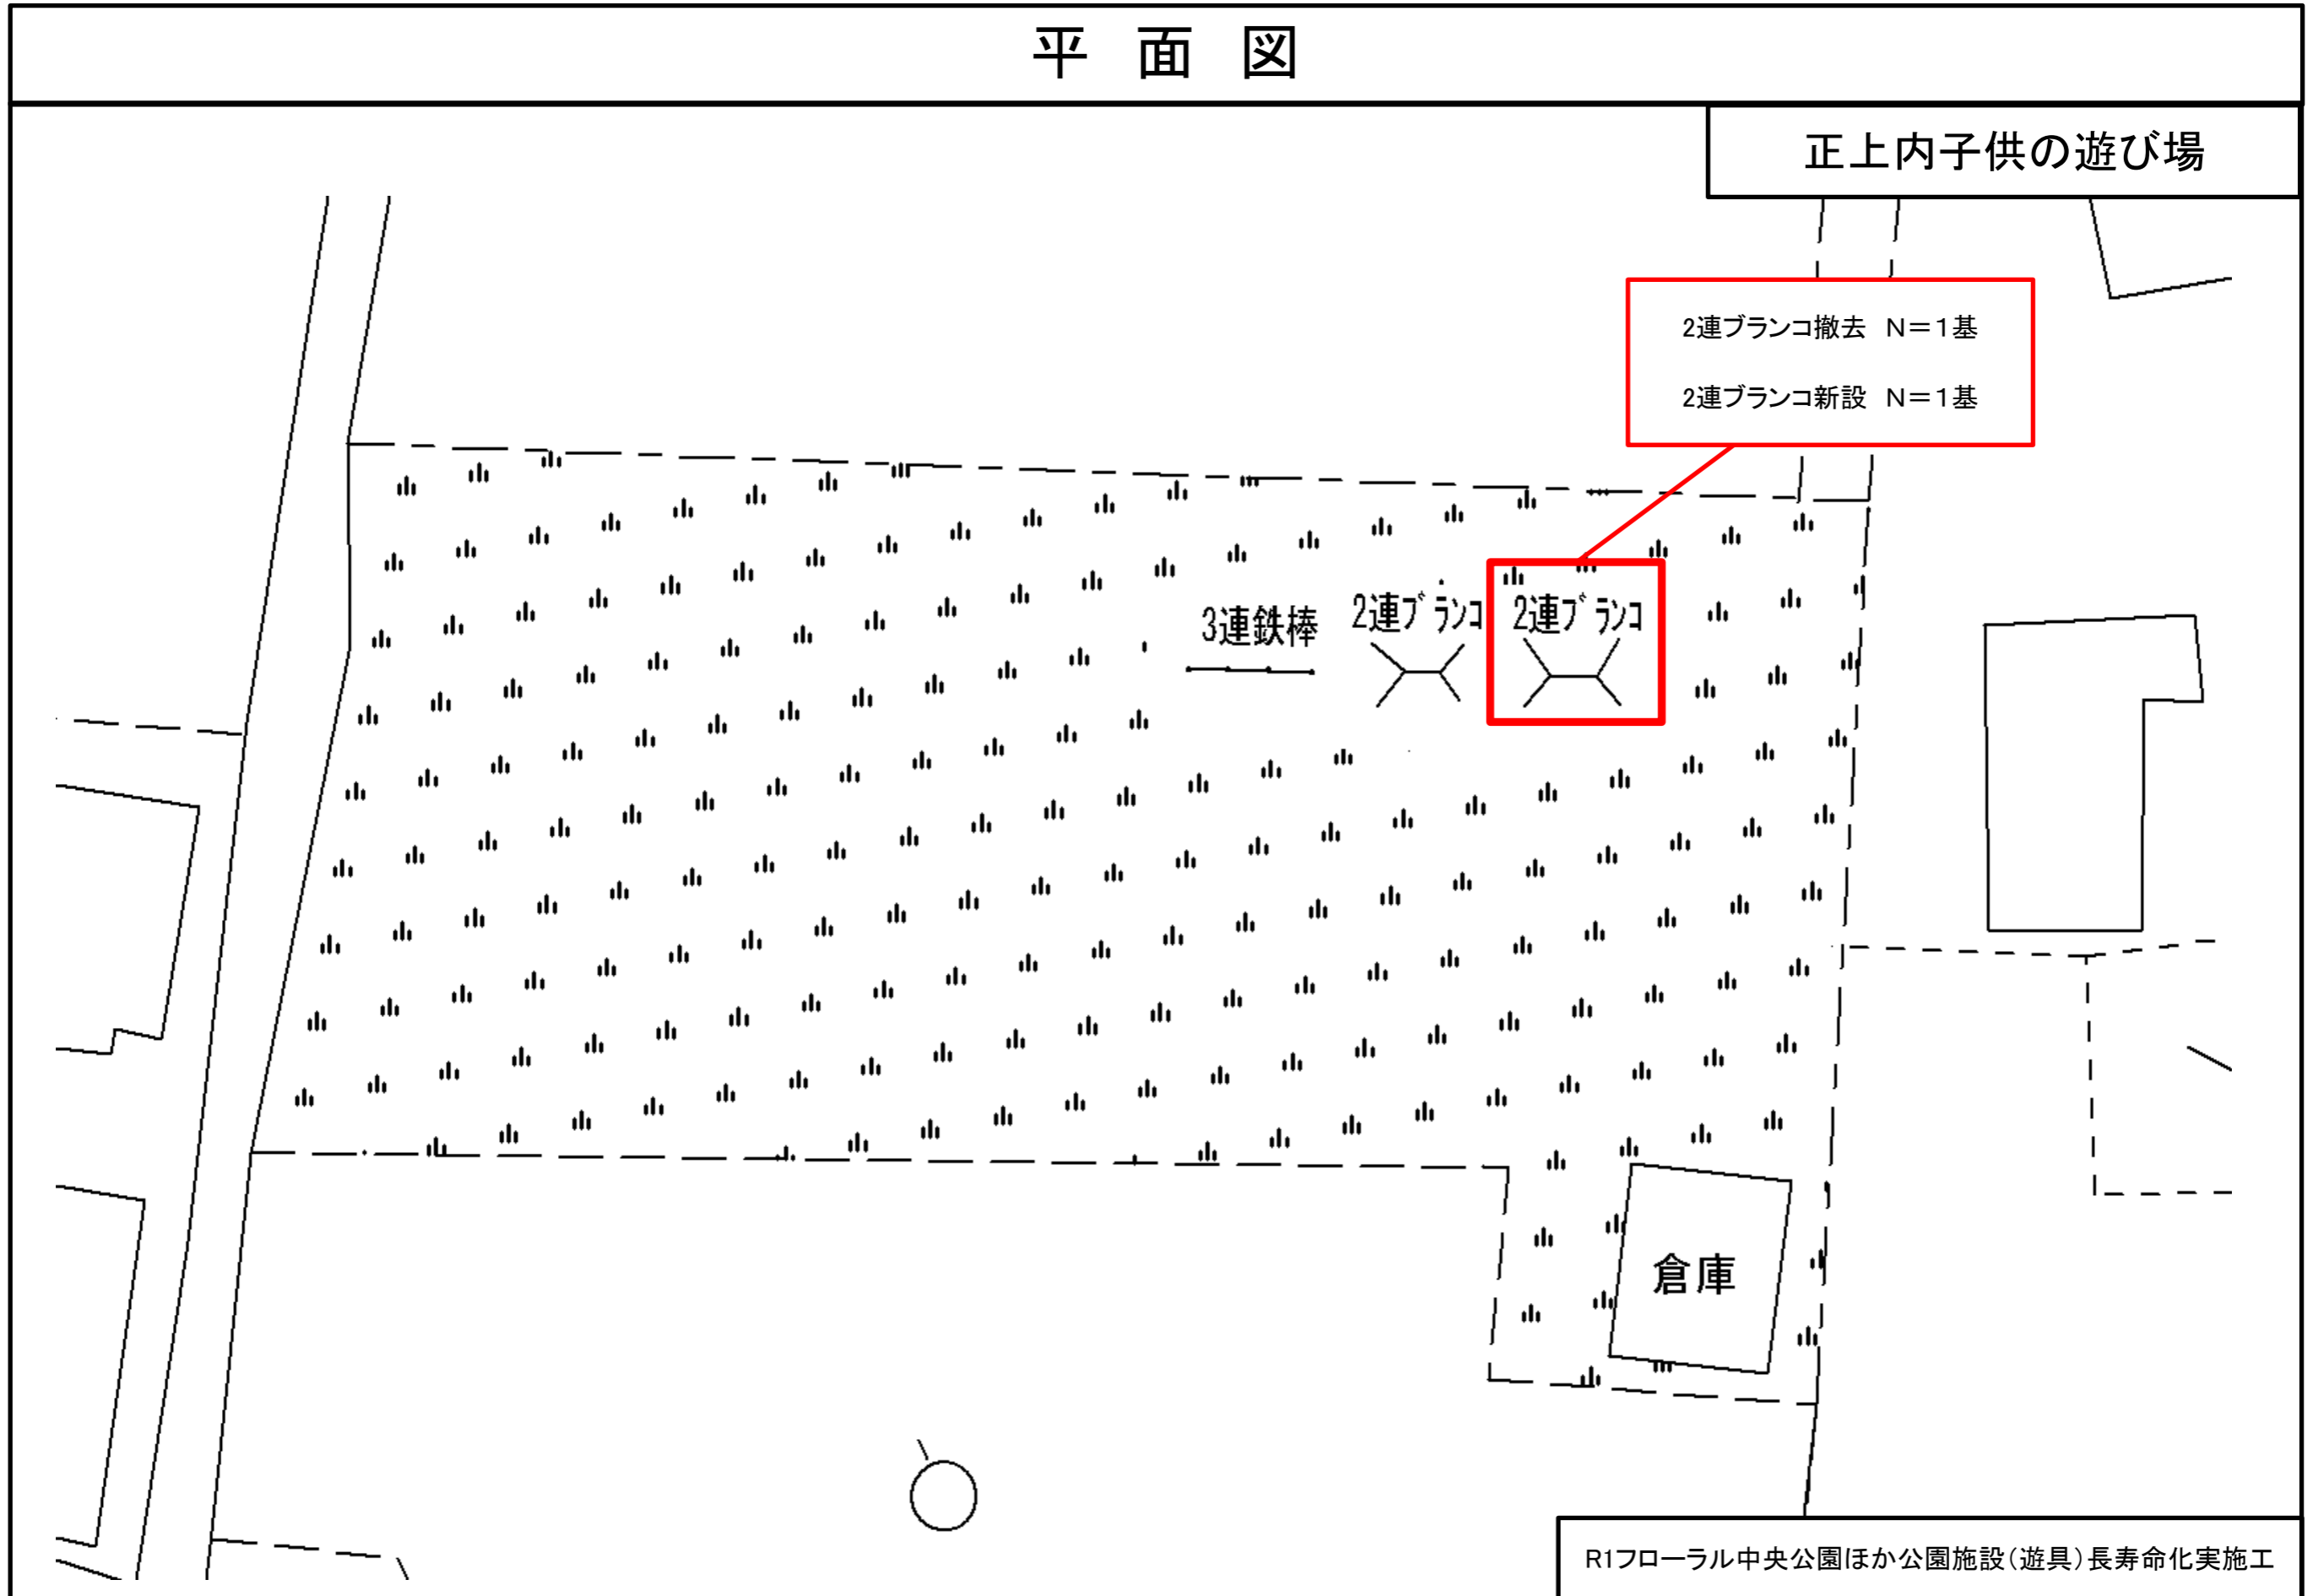 平 面 図
正上内子供の遊び場
2連ブランコ撤去 N＝1基
2連ブランコ新設 N＝1基
3連鉄棒
2連ブランコ
2連ブランコ
倉庫
R1フローラル中央公園ほか公園施設(遊具)長寿命化実施工